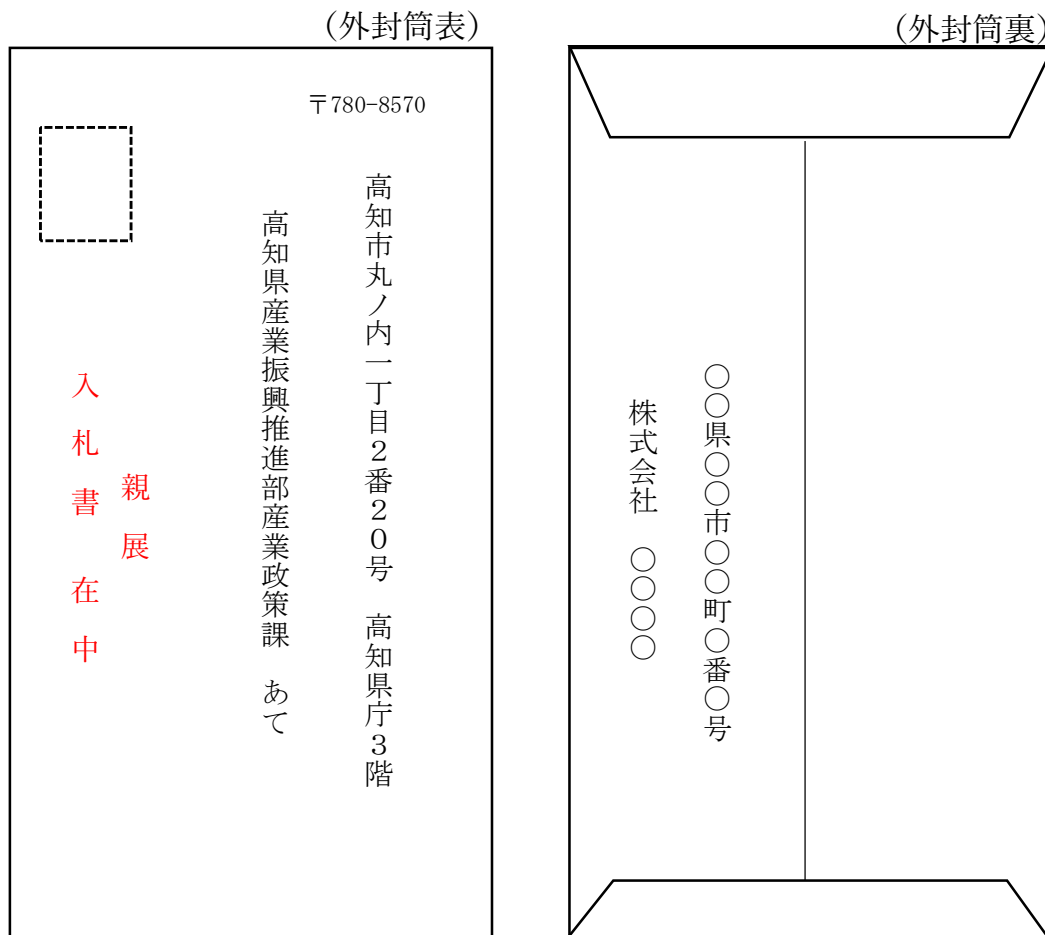 （外封筒表）
〒780-8570
高知市丸ノ内一丁目２番２０号　高知県庁３階
高知県産業振興推進部産業政策課　あて
親展
入札書在中
（外封筒裏）
○○県○○市○○町○番○号
株式会社　○○○○